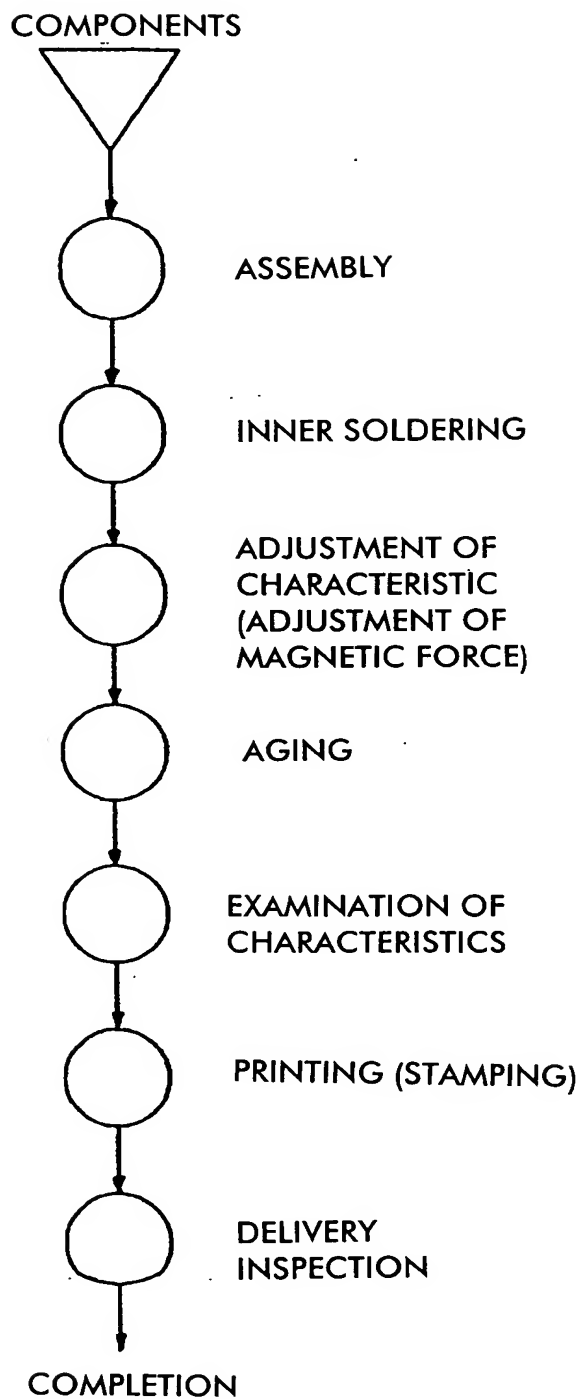 COMPONENTS
ASSEMBLY
INNER SOLDERING
ADJUSTMENT OF
CHARACTERISTIC
(ADJUSTMENT OF
MAGNETIC FORCE)
AGING
EXAMINATION OF
CHARACTERISTICS
PRINTING (STAMPING)
DELIVERY
INSPECTION
COMPLETION